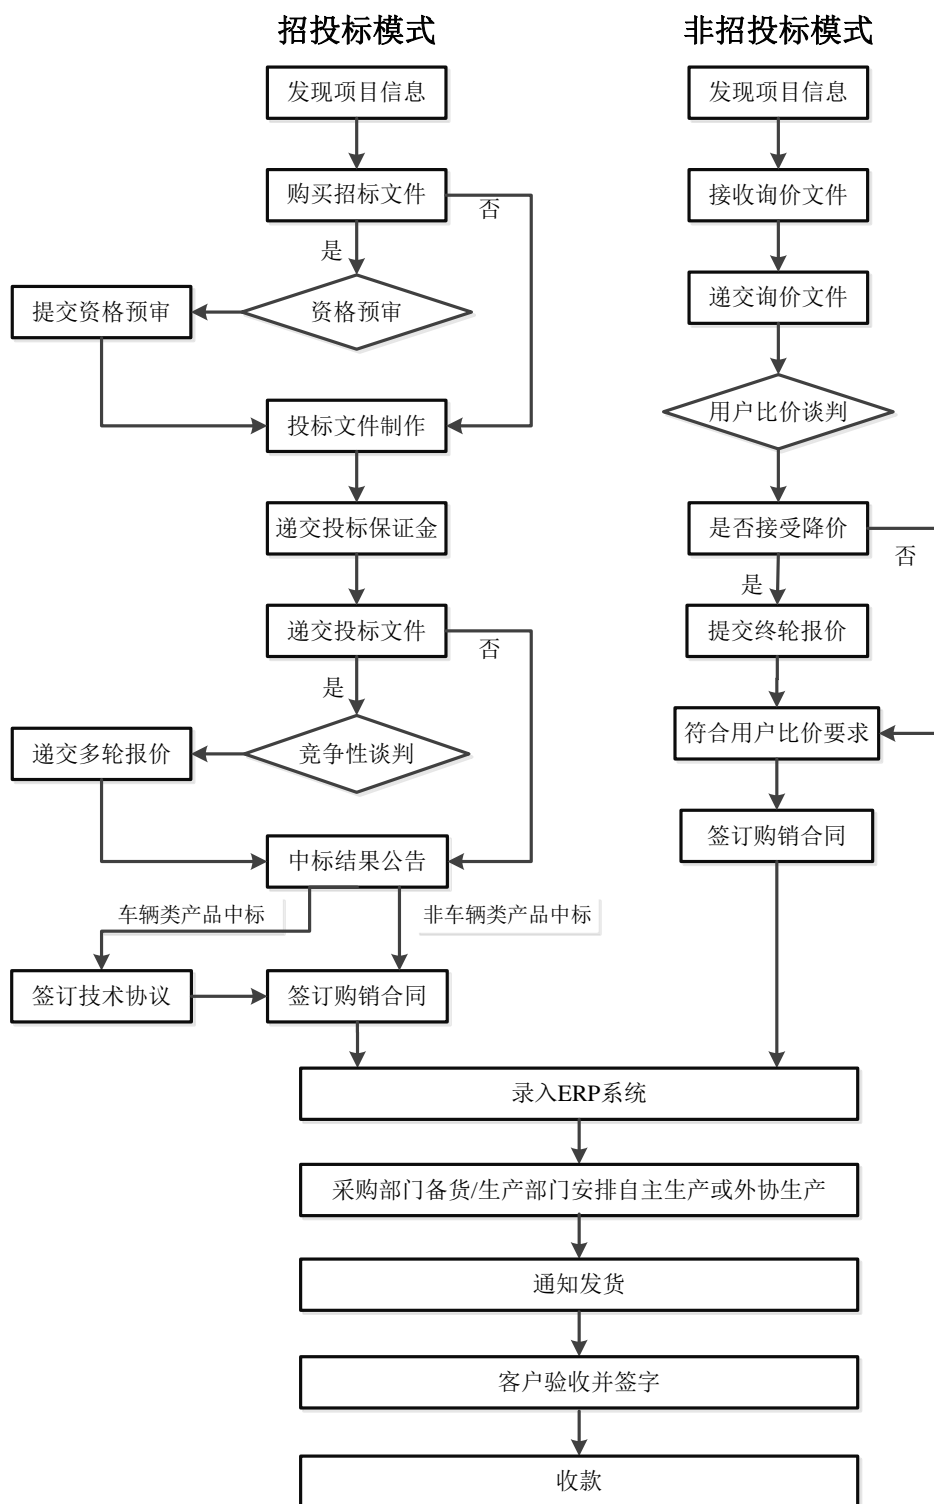 招投标模式
发现项目信息
购买招标文件
否
是
提交资格预审
资格预审
投标文件制作
递交投标保证金
递交投标文件
否
是
递交多轮报价
竞争性谈判
中标结果公告
车辆类产品中标
非车辆类产品中标
签订技术协议
签订购销合同
非招投标模式
发现项目信息
接收询价文件
递交询价文件
用户比价谈判
是否接受降价
否
是
提交终轮报价
符合用户比价要求
签订购销合同
录入ERP系统
采购部门备货/生产部门安排自主生产或外协生产
通知发货
客户验收并签字
收款